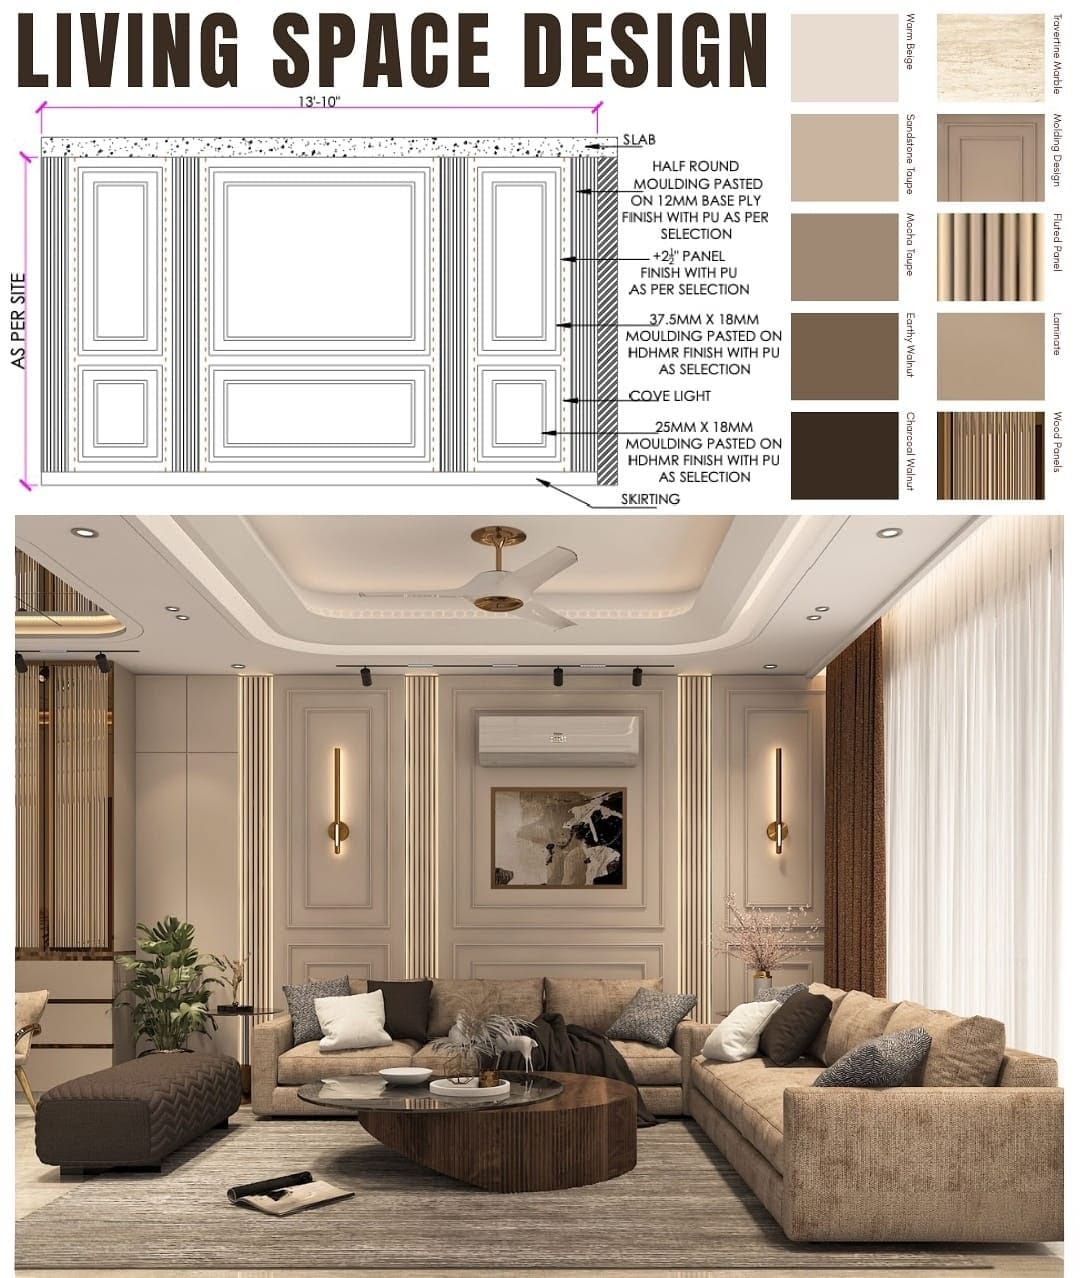 LIVING SPACE DESIGN
13'-10"
AS PER SITE
SLAB
HALF ROUND
MOULDING PASTED
ON 12MM BASE PLY
FINISH WITH PU AS PER
SELECTION
+2½" PANEL
FINISH WITH PU
AS PER SELECTION
37.5MM X 18MM
MOULDING PASTED ON
HDHMR FINISH WITH PU
AS SELECTION
COVE LIGHT
25MM X 18MM
MOULDING PASTED ON
HDHMR FINISH WITH PU
AS SELECTION
SKIRTING
Warm Beige
Sandstone Taupe
Mocha Taupe
Earthy Walnut
Charcoal Walnut
Travertine Marble
Molding Design
Fluted Panel
Laminate
Wood Panels